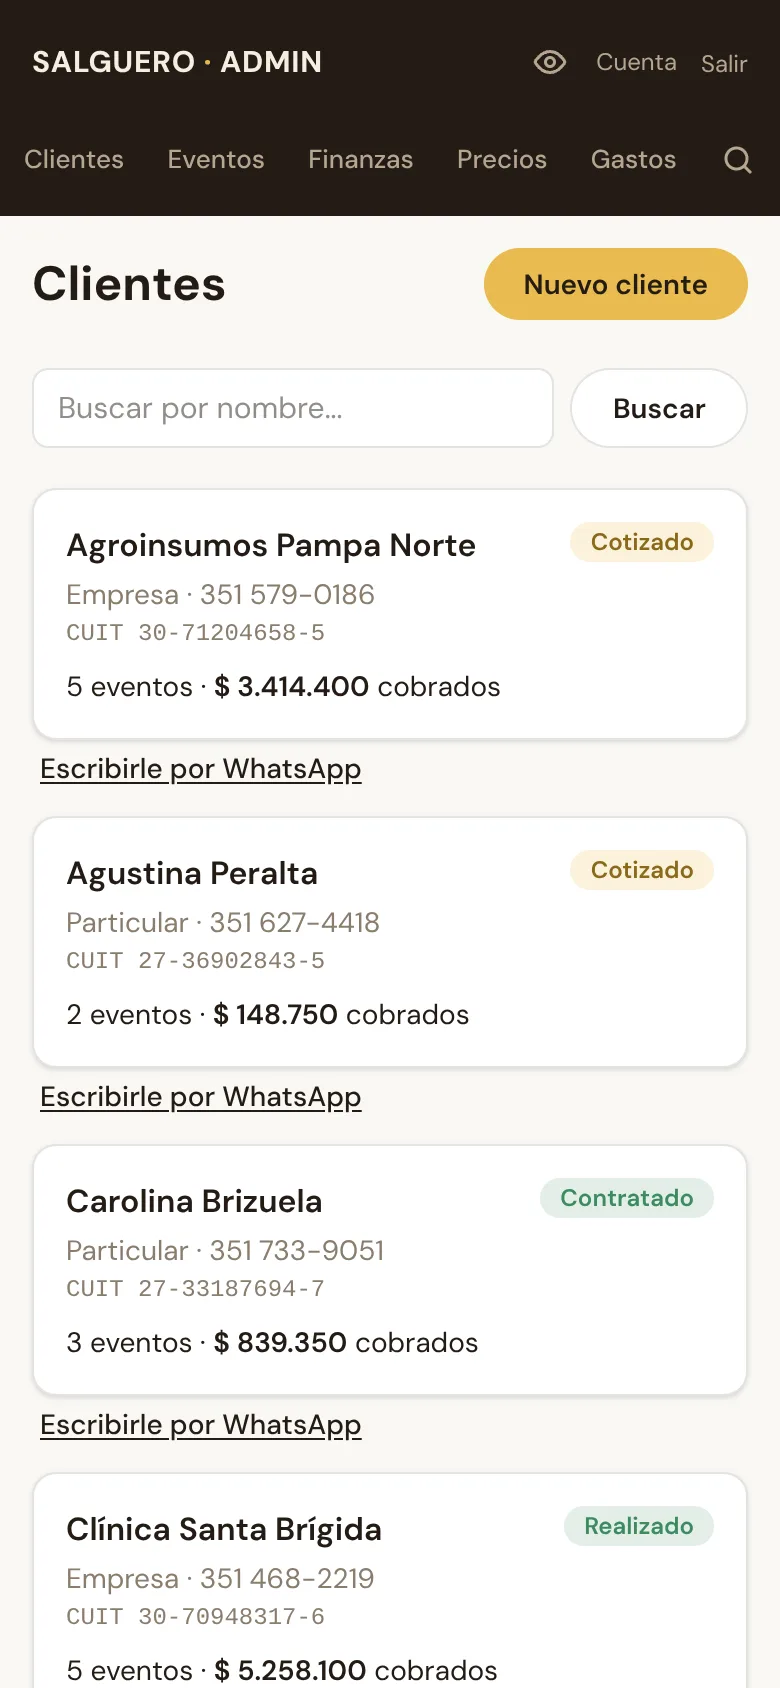 SALGUERO · ADMIN
Cuenta
Salir
Clientes
Eventos
Finanzas
Precios
Gastos
Clientes
Nuevo cliente
Buscar por nombre...
Buscar
Agroinsumos Pampa Norte
Cotizado
Empresa · 351 579-0186
CUIT 30-71204658-5
5 eventos · $ 3.414.400 cobrados
Escribirle por WhatsApp
Agustina Peralta
Cotizado
Particular · 351 627-4418
CUIT 27-36902843-5
2 eventos · $ 148.750 cobrados
Escribirle por WhatsApp
Carolina Brizuela
Contratado
Particular · 351 733-9051
CUIT 27-33187694-7
3 eventos · $ 839.350 cobrados
Escribirle por WhatsApp
Clínica Santa Brígida
Realizado
Empresa · 351 468-2219
CUIT 30-70948317-6
5 eventos · $ 5.258.100 cobrados